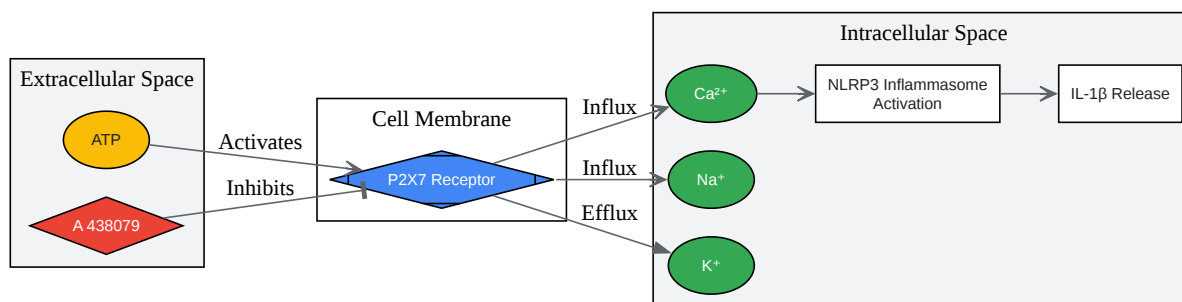 Extracellular Space
ATP
A 438079
Activates
Inhibits
Cell Membrane
P2X7 Receptor
Influx
Influx
Efflux
Intracellular Space
Ca²⁺
Na⁺
K⁺
NLRP3 Inflammasome
Activation
IL-1β Release